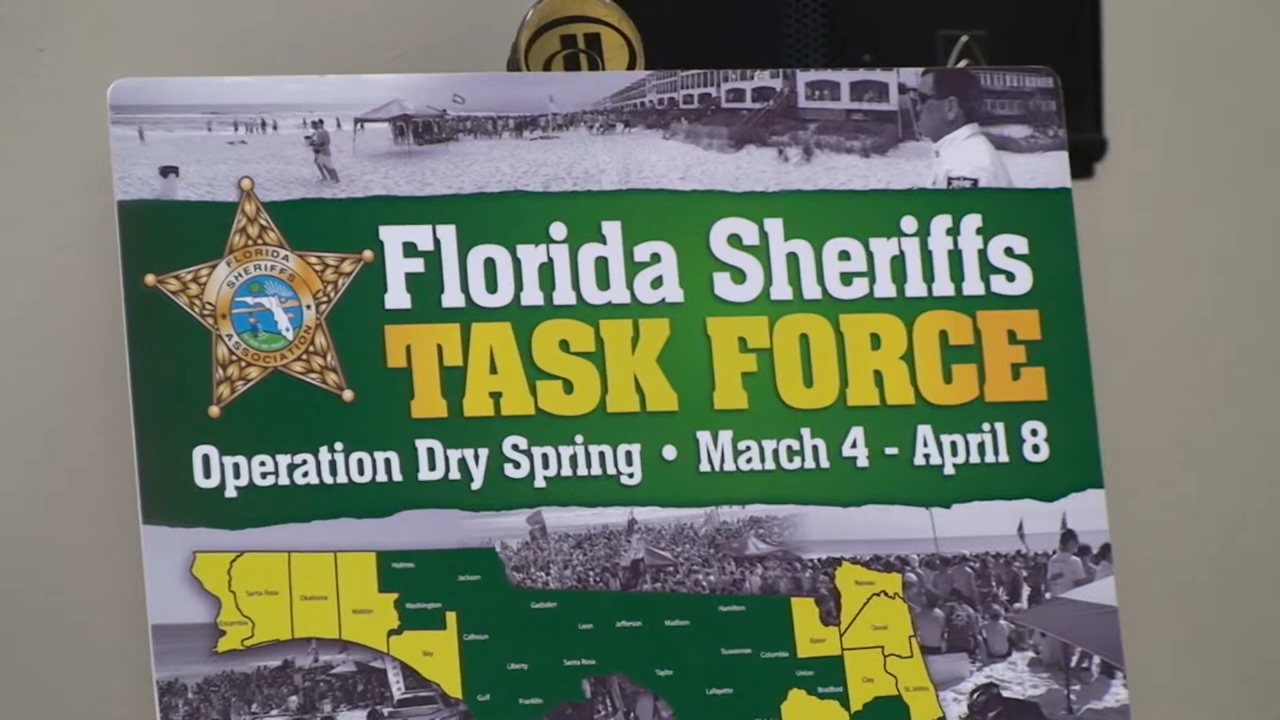 FLORIDA
SHERIFFS
ASSOCIATION
Florida Sheriffs
TASK FORCE
Operation Dry Spring • March 4 - April 8
Holmes
Jackson
Santa Rosa
Okaloosa
Walton
Washington
Escambia
Bay
Calhoun
Gadsden
Leon
Jefferson
Madison
Hamilton
Liberty
Santa Rosa
Taylor
Suwannee
Columbia
Baker
Nassau
Duval
Gulf
Franklin
Lafayette
Union
Bradford
Clay
St. Johns